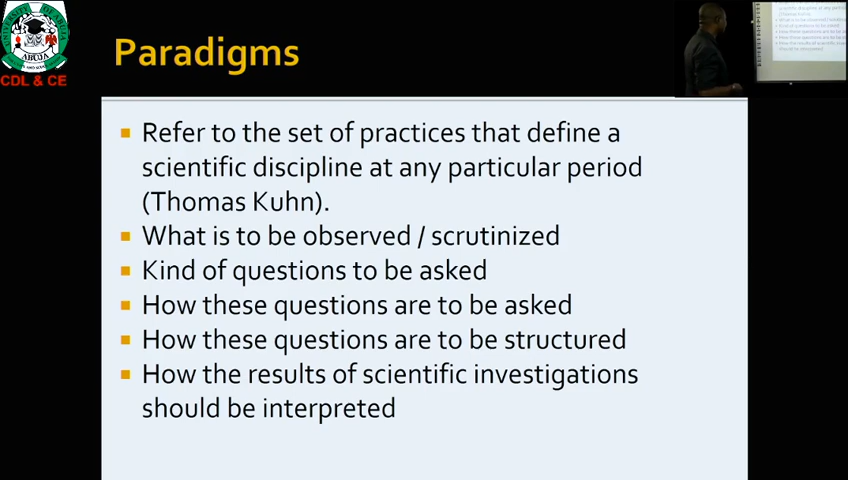 Paradigms
Refer to the set of practices that define a
scientific discipline at any particular period
(Thomas Kuhn).
What is to be observed / scrutinized
Kind of questions to be asked
How these questions are to be asked
How these questions are to be structured
How the results of scientific investigations
should be interpreted
ABUJA
CDL & CE